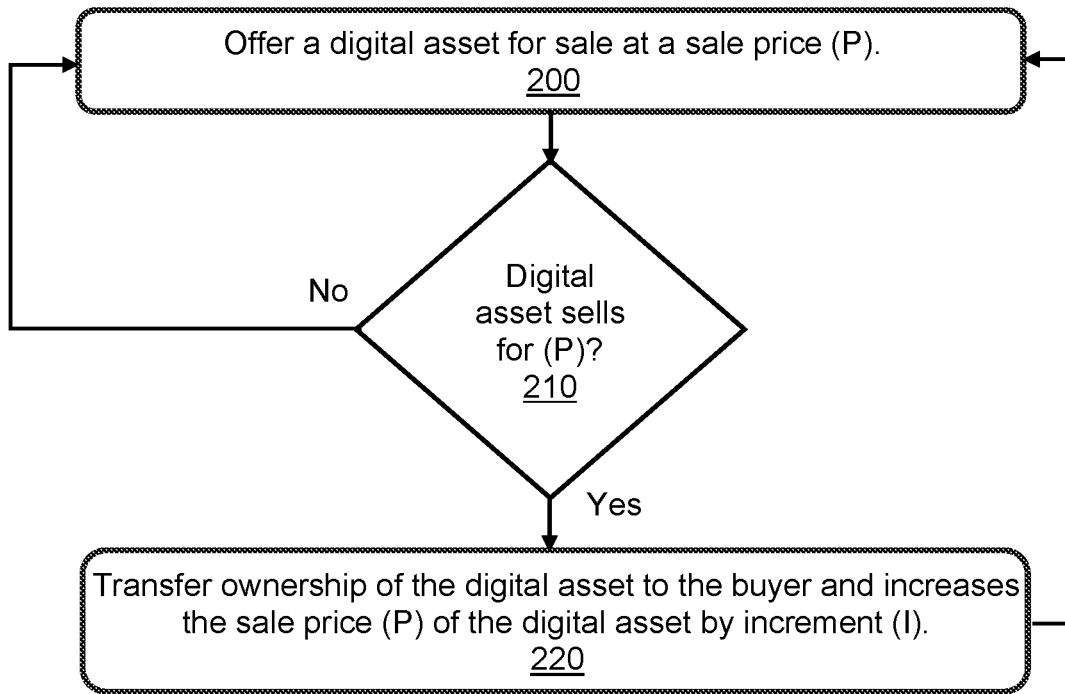 Offer a digital asset for sale at a sale price (P).
200
No
Digital
asset sells
for (P)?
210
Yes
Transfer ownership of the digital asset to the buyer and increases
the sale price (P) of the digital asset by increment (I).
220